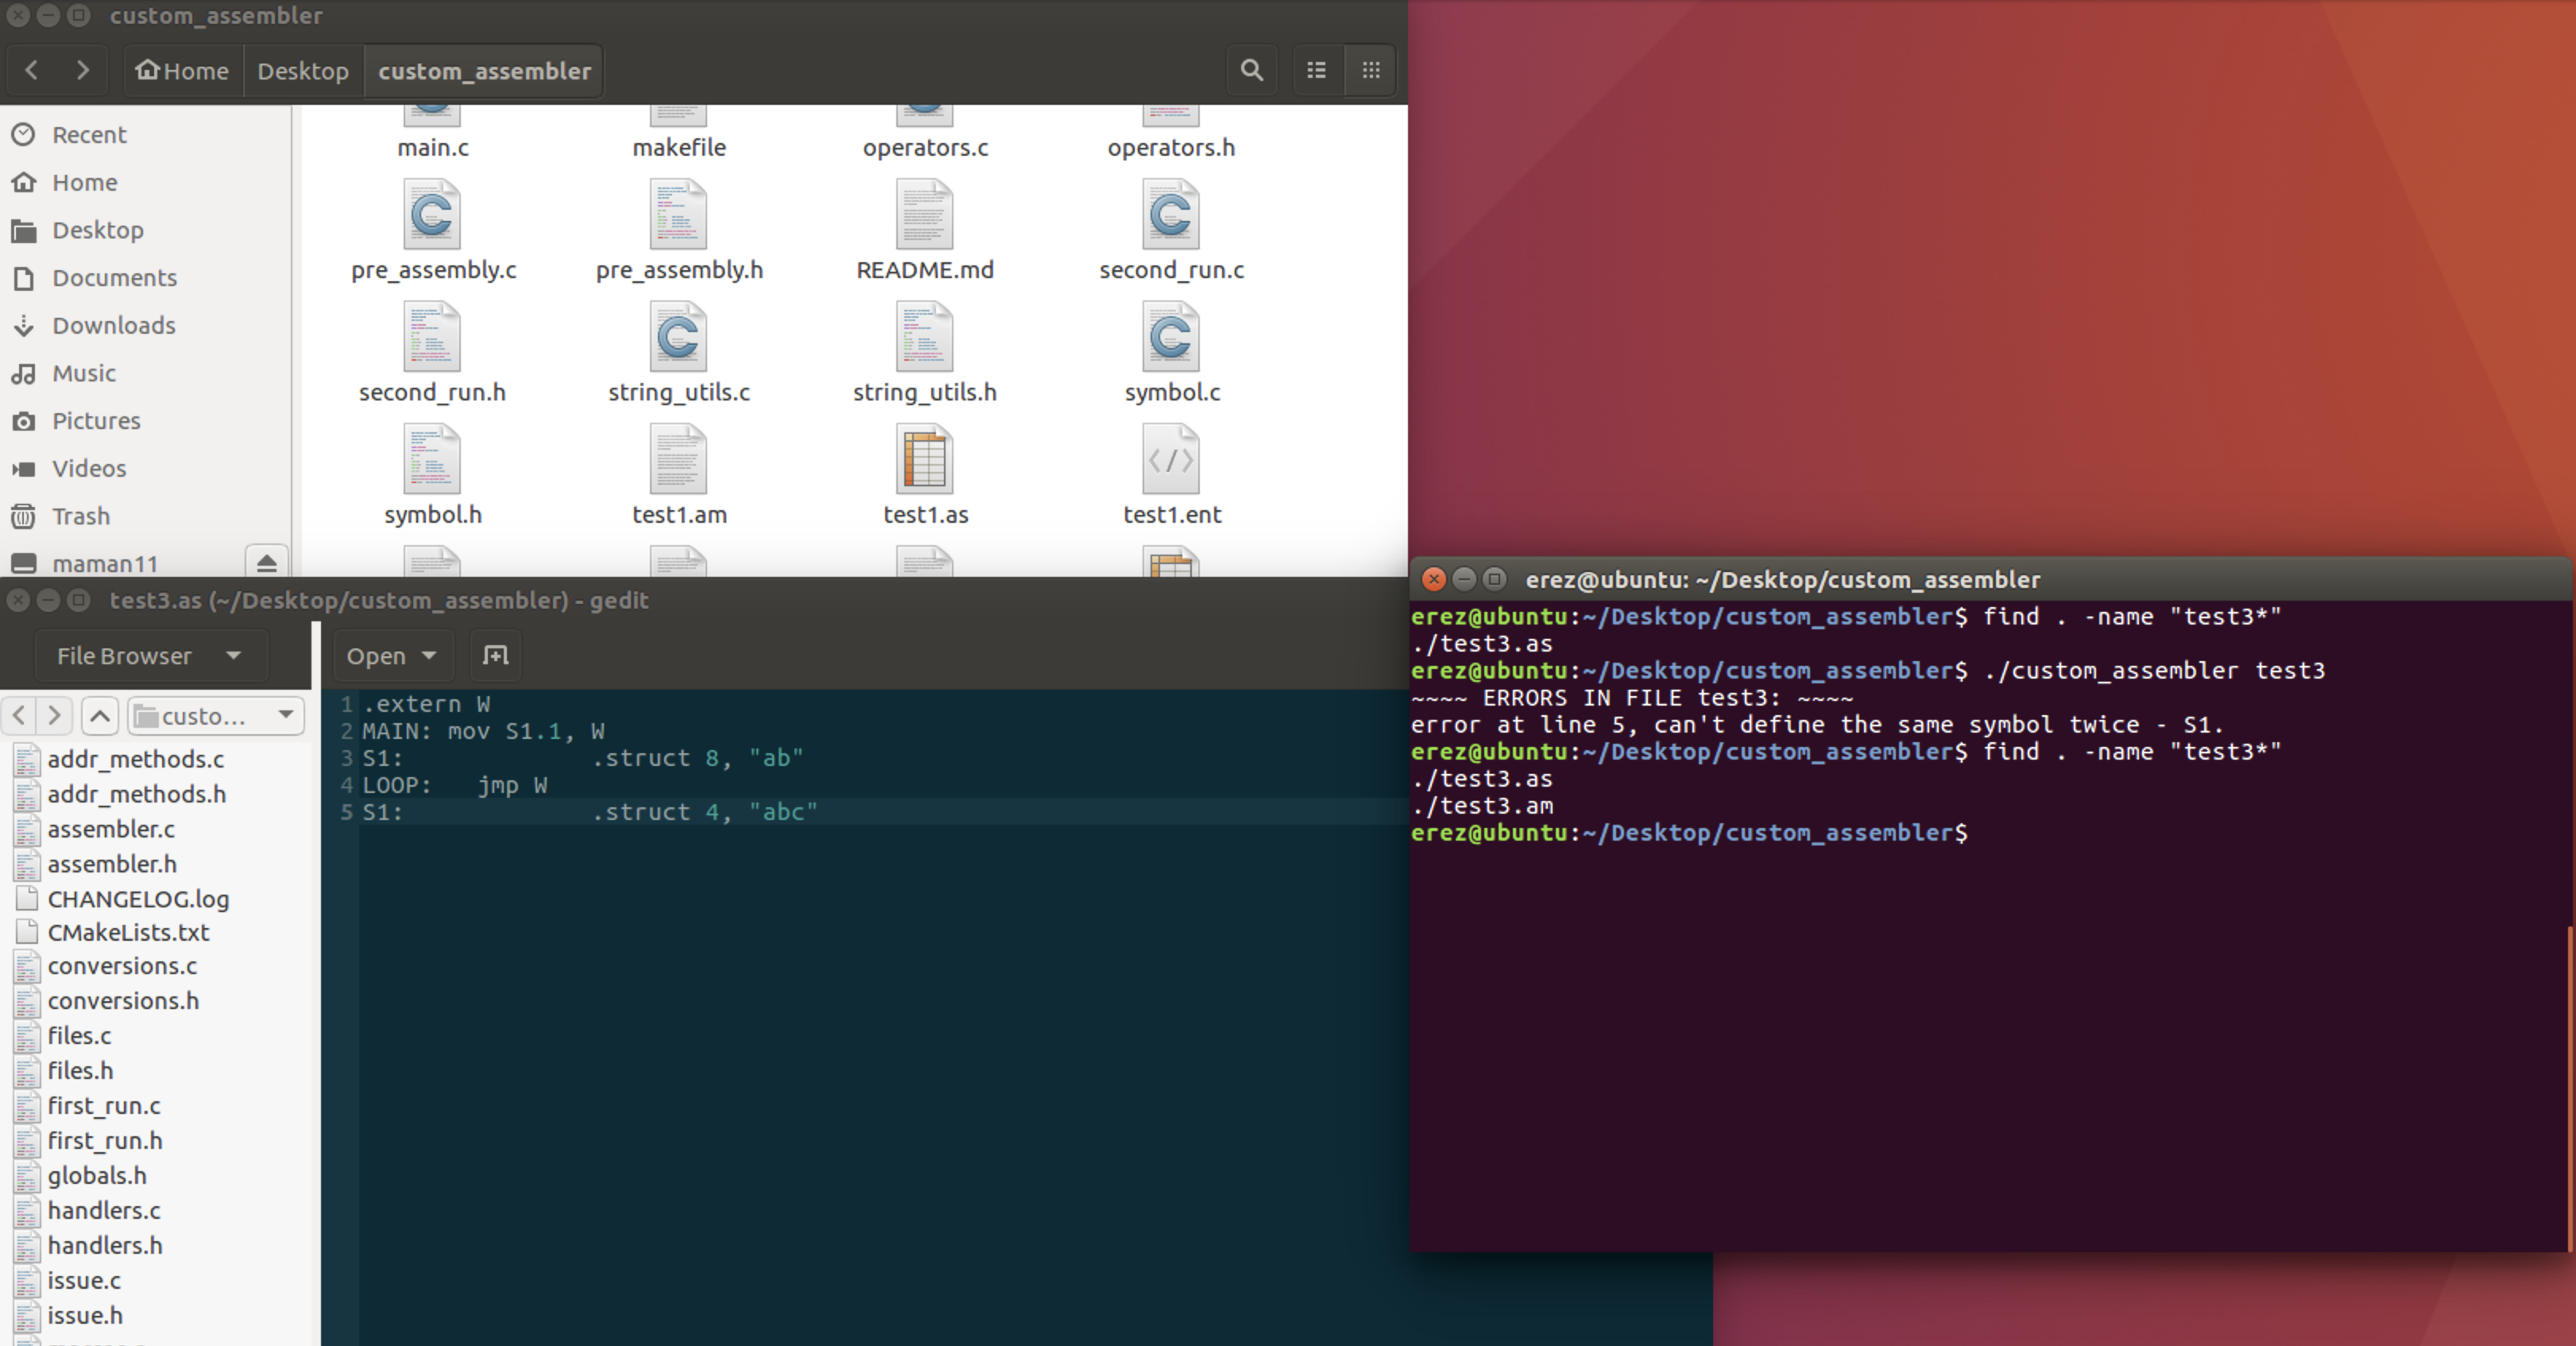 custom_assembler
Home Desktop custom_assembler
Recent
Home
Desktop
Documents
Downloads
Music
Pictures
Videos
Trash
maman11
main.c makefile operators.c operators.h
pre_assembly.c pre_assembly.h README.md second_run.c
second_run.h string_utils.c string_utils.h symbol.c
symbol.h test1.am test1.as test1.ent
test3.as (~/Desktop/custom_assembler) - gedit
File Browser Open
custo...
addr_methods.c
addr_methods.h
assembler.c
assembler.h
CHANGELOG.log
CMakeLists.txt
conversions.c
conversions.h
files.c
files.h
first_run.c
first_run.h
globals.h
handlers.c
handlers.h
issue.c
issue.h
1 .extern W
2 MAIN: mov S1.1, W
3 S1: .struct 8, "ab"
4 LOOP: jmp W
5 S1: .struct 4, "abc"
erez@ubuntu: ~/Desktop/custom_assembler
erez@ubuntu:~/Desktop/custom_assembler$ find . -name "test3*"
./test3.as
erez@ubuntu:~/Desktop/custom_assembler$ ./custom_assembler test3
~~~~ ERRORS IN FILE test3: ~~~~
error at line 5, can't define the same symbol twice - S1.
erez@ubuntu:~/Desktop/custom_assembler$ find . -name "test3*"
./test3.as
./test3.am
erez@ubuntu:~/Desktop/custom_assembler$